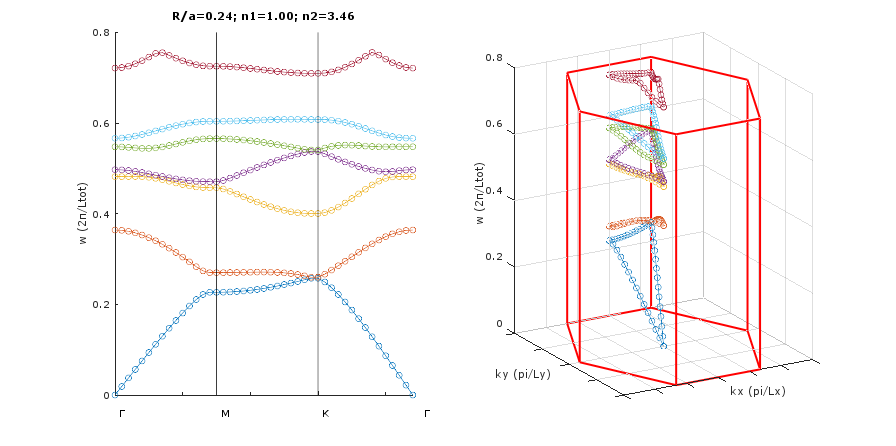 R/a=0.24; n1=1.00; n2=3.46
0.8
0.6
0.4
0.2
0
w (2π/Ltot)
Γ M K Γ
0.8
0.6
0.4
0.2
0
w (2π/Ltot)
ky (pi/Ly)
kx (pi/Lx)